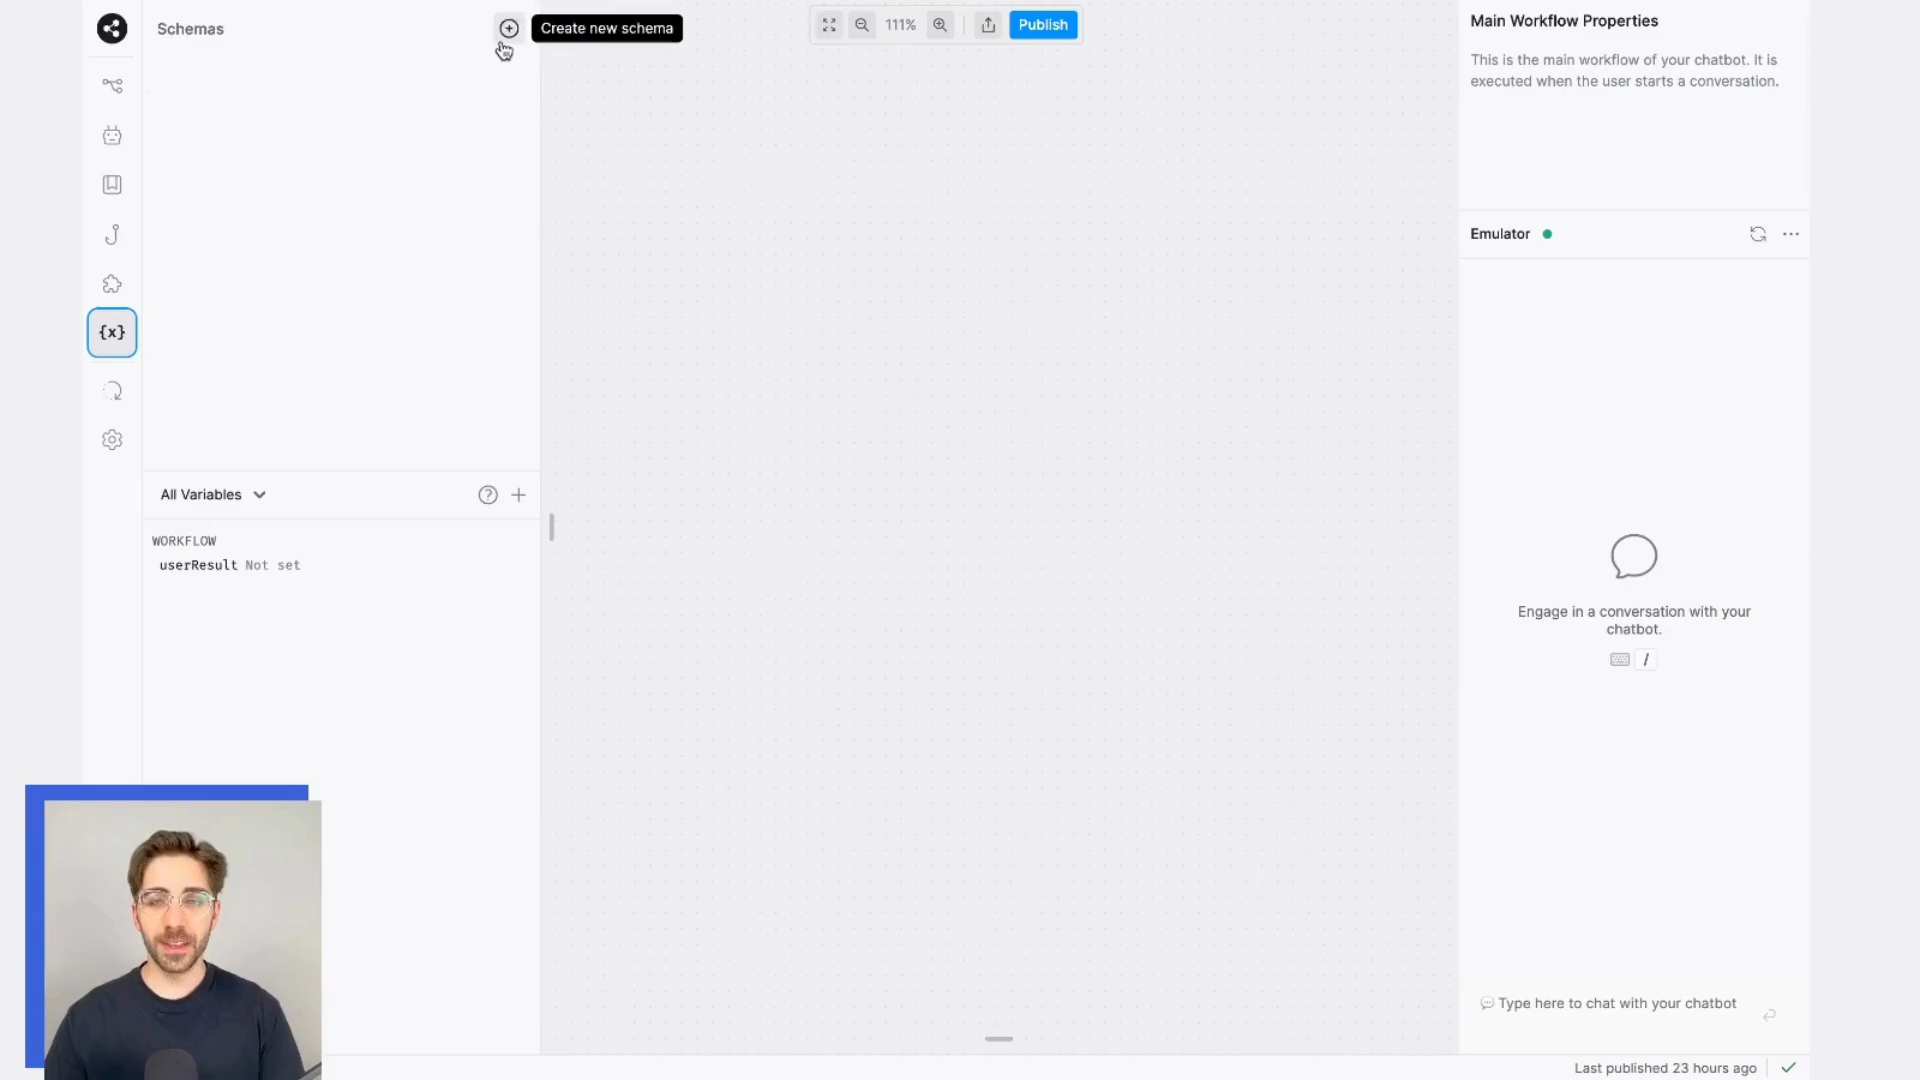 Schemas
Create new schema
111%
Publish
Main Workflow Properties
This is the main workflow of your chatbot. It is
executed when the user starts a conversation.
Emulator
{x}
All Variables
WORKFLOW
userResult Not set
Engage in a conversation with your
chatbot.
/
Type here to chat with your chatbot
Last published 23 hours ago